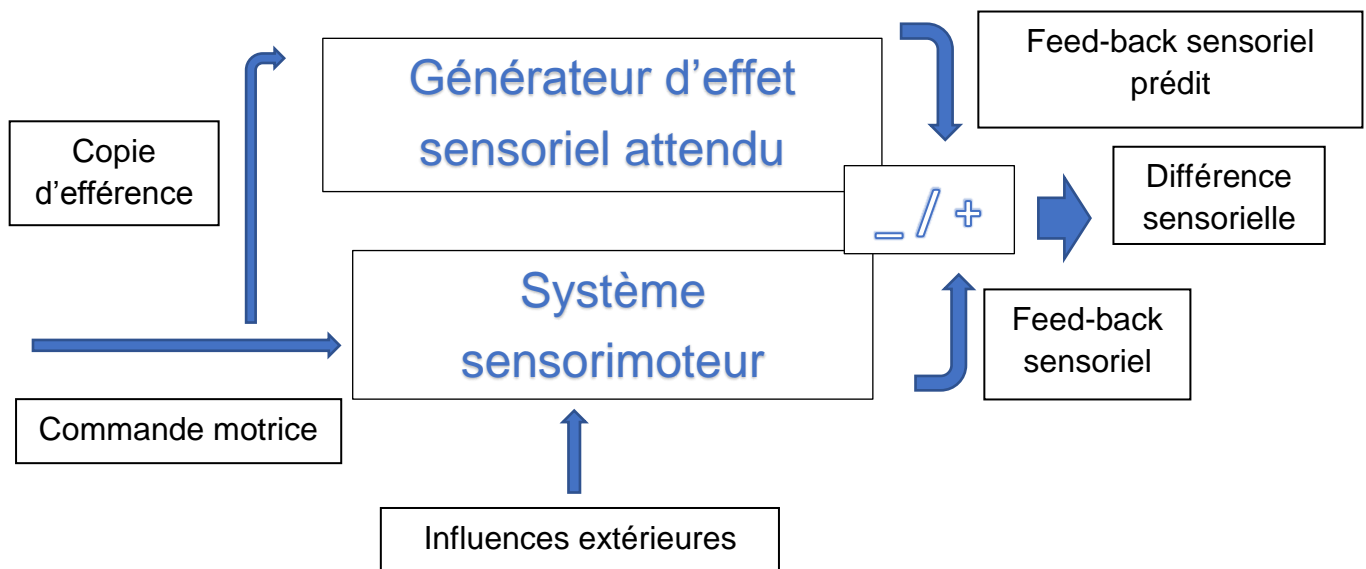 Générateur d’effet
sensoriel attendu
Feed-back sensoriel
prédit
Copie
d’efférence
_ / +
Différence
sensorielle
Système
sensorimoteur
Feed-back
sensoriel
Commande motrice
Influences extérieures